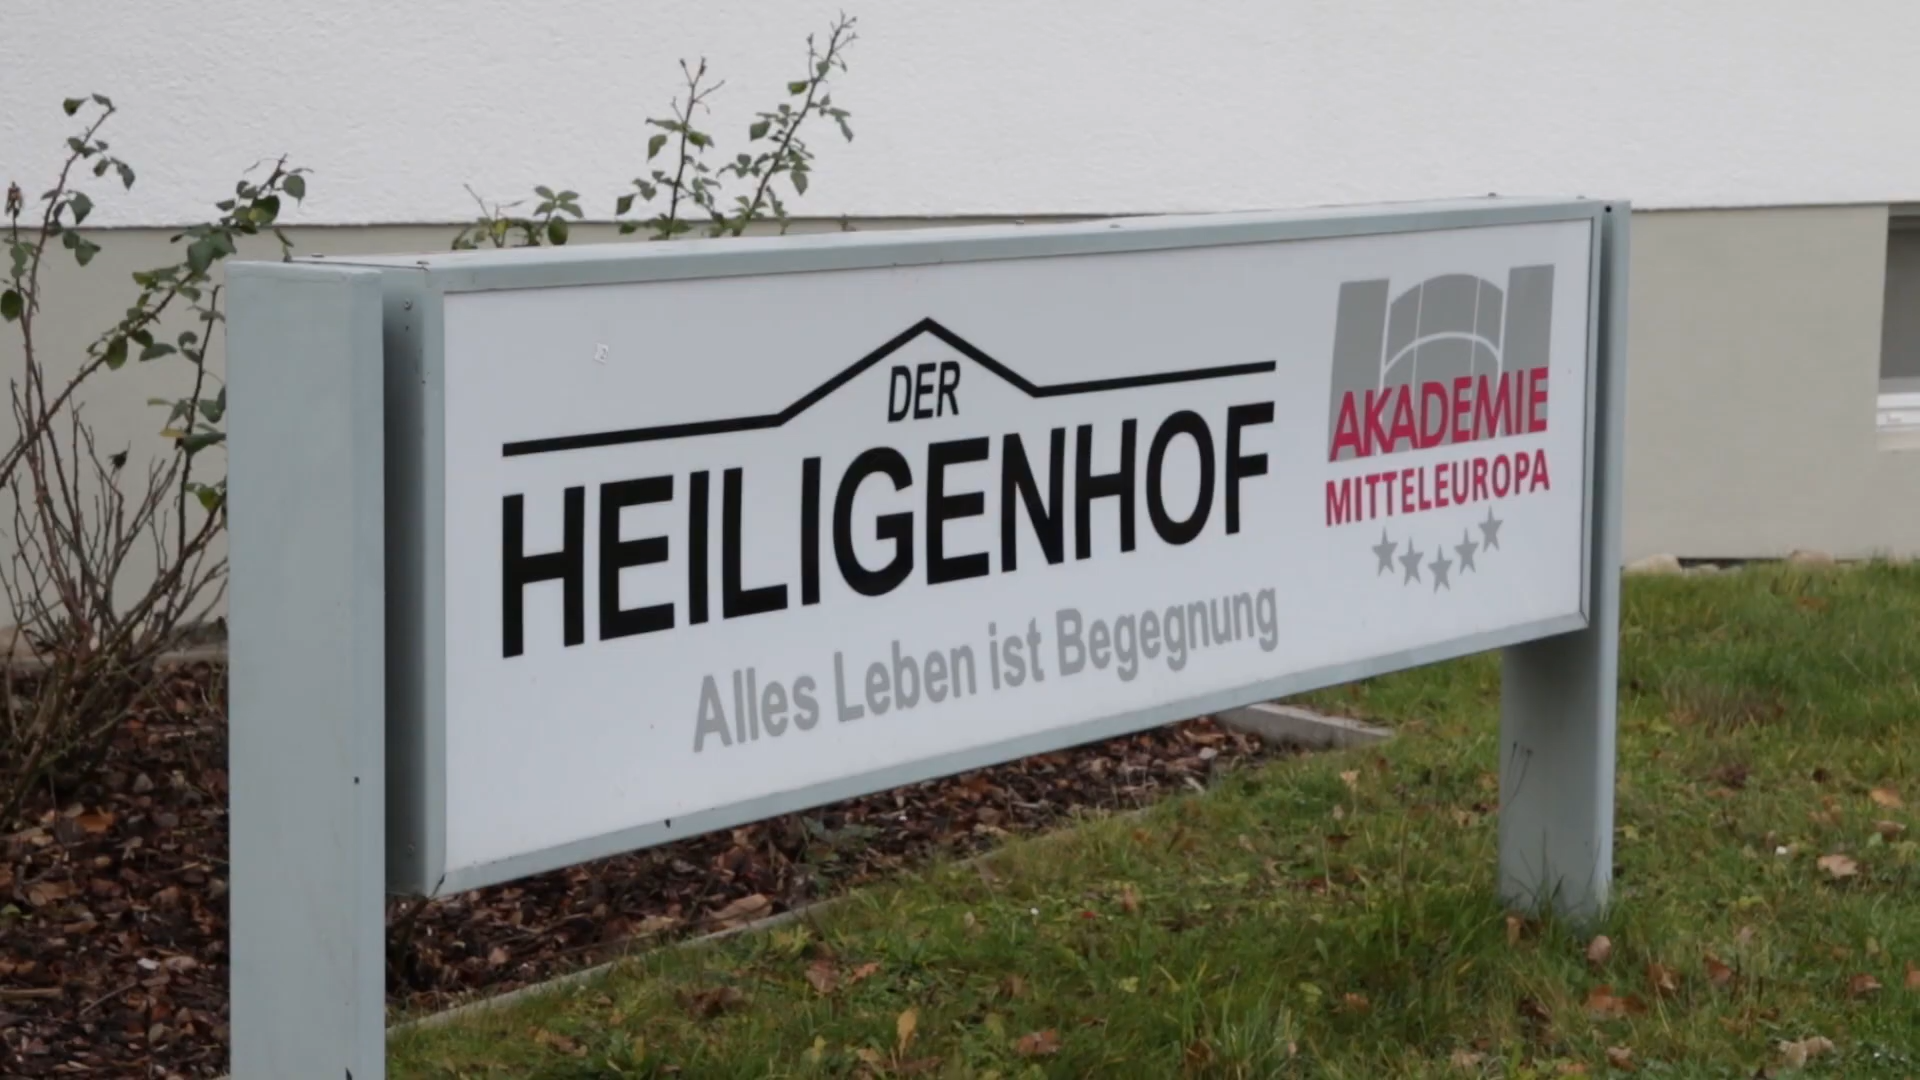 DER
HEILIGENHOF
Alles Leben ist Begegnung
AKADEMIE
MITTELEUROPA